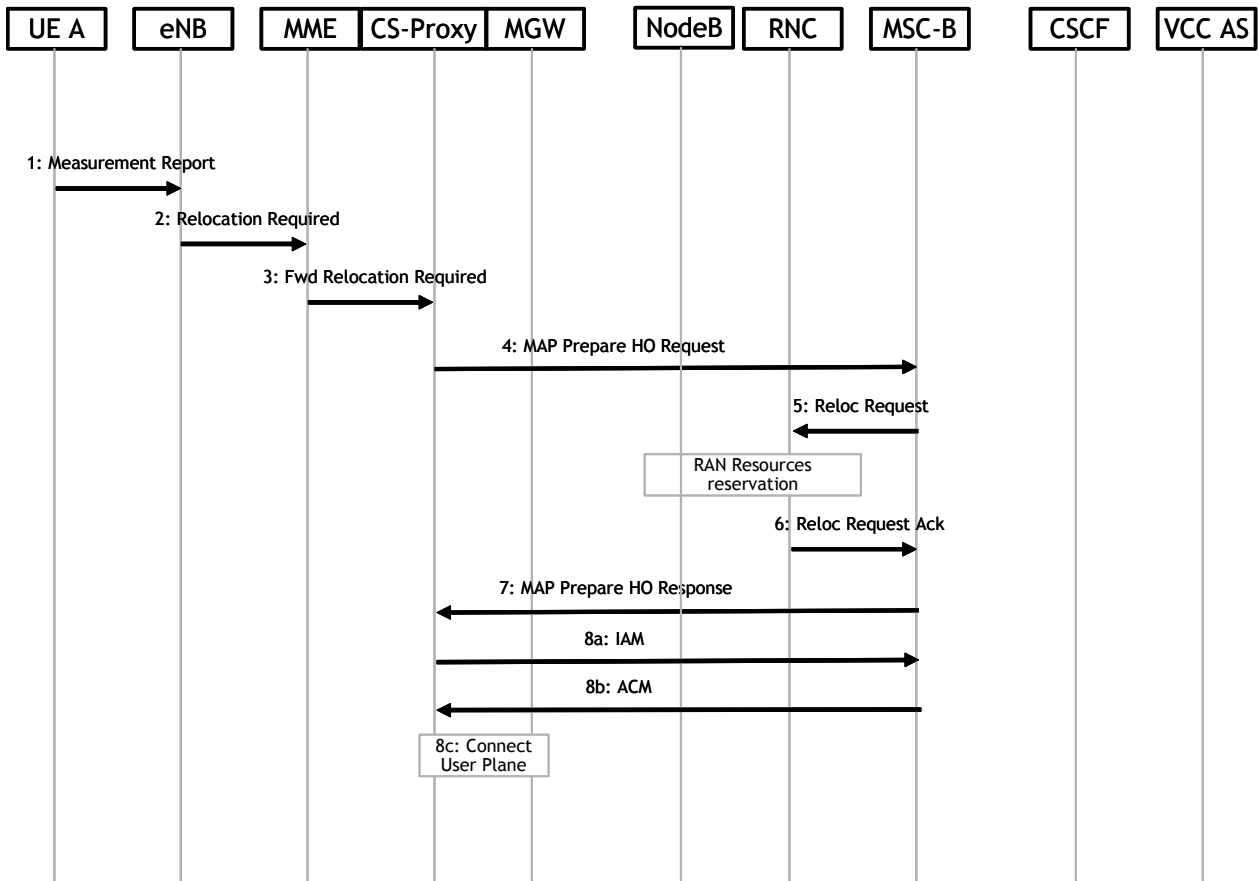 UE A
eNB
MME
CS-Proxy
MGW
NodeB
RNC
MSC-B
CSCF
VCC AS
1: Measurement Report
2: Relocation Required
3: Fwd Relocation Required
4: MAP Prepare HO Request
5: Reloc Request
RAN Resources
reservation
6: Reloc Request Ack
7: MAP Prepare HO Response
8a: IAM
8b: ACM
8c: Connect
User Plane